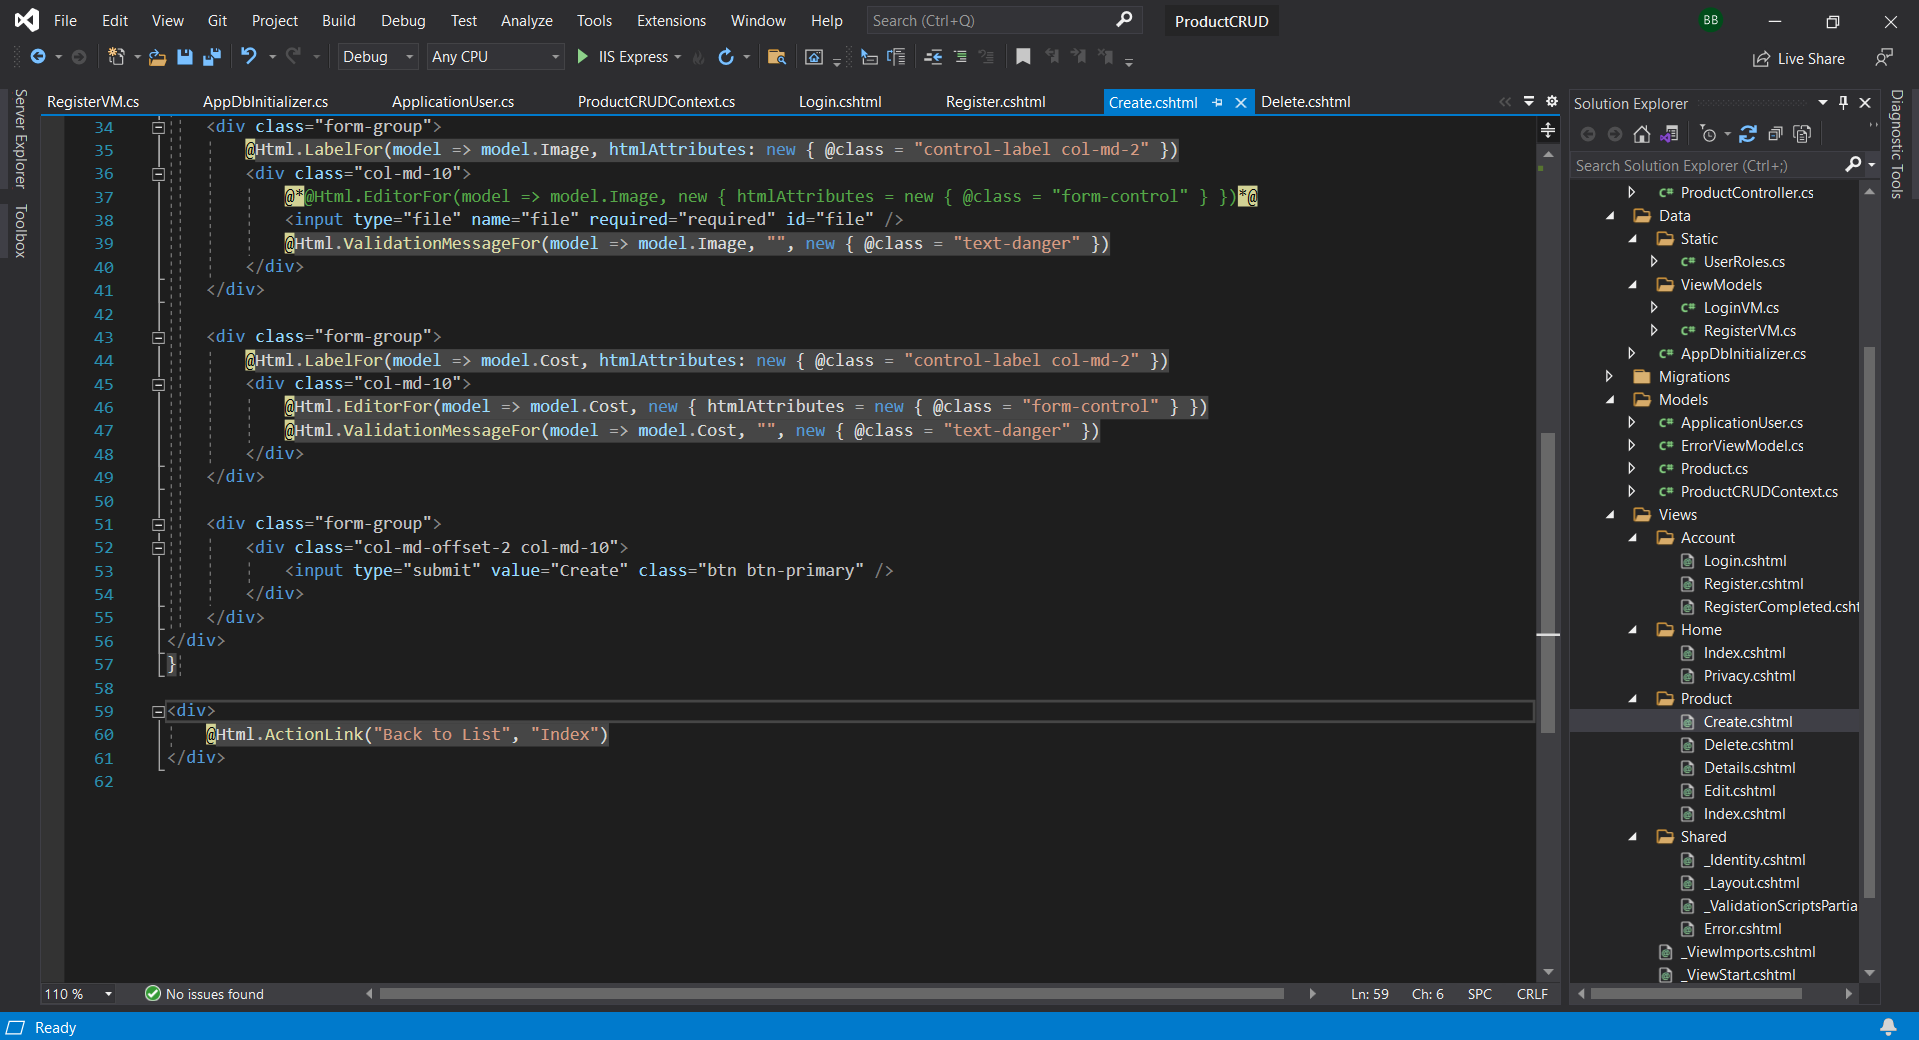 File Edit View Git Project Build Debug Test Analyze Tools Extensions Window Help Search (Ctrl+Q) ProductCRUD BB
Debug Any CPU IIS Express Live Share
RegisterVM.cs AppDbInitializer.cs ApplicationUser.cs ProductCRUDContext.cs Login.cshtml Register.cshtml Create.cshtml Delete.cshtml
Server Explorer
Toolbox
34 <div class="form-group">
35 @Html.LabelFor(model => model.Image, htmlAttributes: new { @class = "control-label col-md-2" })
36 <div class="col-md-10">
37 @*@Html.EditorFor(model => model.Image, new { htmlAttributes = new { @class = "form-control" } })*@
38 <input type="file" name="file" required="required" id="file" />
39 @Html.ValidationMessageFor(model => model.Image, "", new { @class = "text-danger" })
40 </div>
41 </div>
42
43 <div class="form-group">
44 @Html.LabelFor(model => model.Cost, htmlAttributes: new { @class = "control-label col-md-2" })
45 <div class="col-md-10">
46 @Html.EditorFor(model => model.Cost, new { htmlAttributes = new { @class = "form-control" } })
47 @Html.ValidationMessageFor(model => model.Cost, "", new { @class = "text-danger" })
48 </div>
49 </div>
50
51 <div class="form-group">
52 <div class="col-md-offset-2 col-md-10">
53 <input type="submit" value="Create" class="btn btn-primary" />
54 </div>
55 </div>
56 </div>
57 }
58
59 <div>
60 @Html.ActionLink("Back to List", "Index")
61 </div>
62
110 % No issues found Ln: 59 Ch: 6 SPC CRLF
Solution Explorer
Search Solution Explorer (Ctrl+;)
C# ProductController.cs
Data
Static
C# UserRoles.cs
ViewModels
C# LoginVM.cs
C# RegisterVM.cs
C# AppDbInitializer.cs
Migrations
Models
C# ApplicationUser.cs
C# ErrorViewModel.cs
C# Product.cs
C# ProductCRUDContext.cs
Views
Account
Login.cshtml
Register.cshtml
RegisterCompleted.csht
Home
Index.cshtml
Privacy.cshtml
Product
Create.cshtml
Delete.cshtml
Details.cshtml
Edit.cshtml
Index.cshtml
Shared
_Identity.cshtml
_Layout.cshtml
_ValidationScriptsPartia
Error.cshtml
_ViewImports.cshtml
_ViewStart.cshtml
Diagnostic Tools
Ready